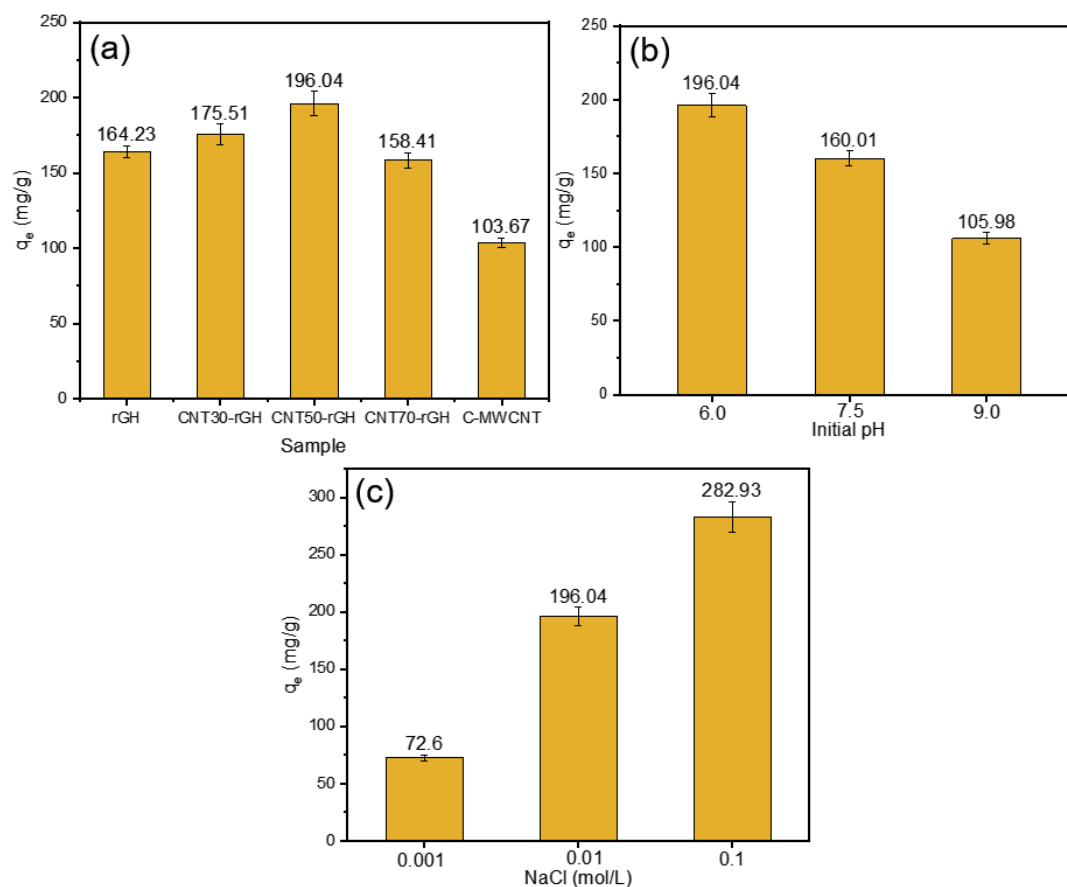 (a)
250
200
150
100
50
0
qe (mg/g)
164.23
175.51
196.04
158.41
103.67
rGH CNT30-rGH CNT50-rGH CNT70-rGH C-MWCNT
Sample
(b)
250
200
150
100
50
0
qe (mg/g)
196.04
160.01
105.98
6.0 7.5 9.0
Initial pH
(c)
300
250
200
150
100
50
0
qe (mg/g)
72.6
196.04
282.93
0.001 0.01 0.1
NaCl (mol/L)